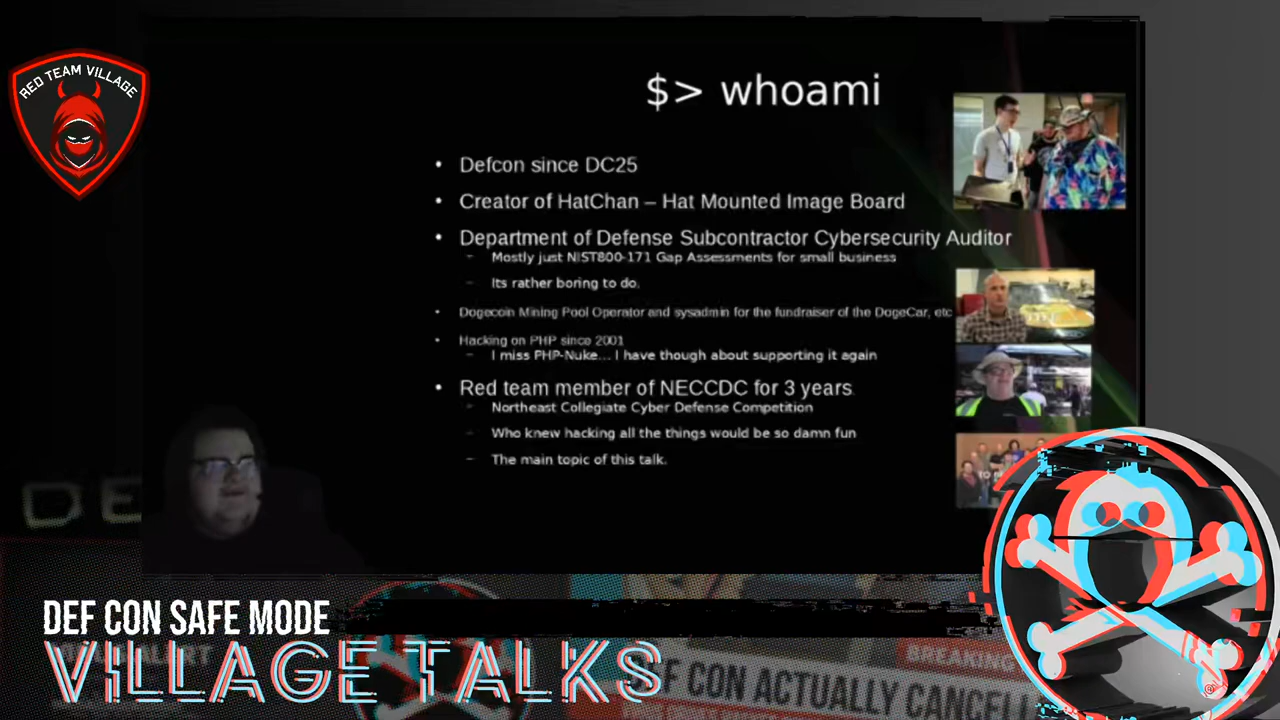 RED TEAM VILLAGE
$> whoami
• Defcon since DC25
• Creator of HatChan – Hat Mounted Image Board
• Department of Defense Subcontractor Cybersecurity Auditor
– Mostly just NIST800-171 Gap Assessments for small business
– Its rather boring to do.
• Dogecoin Mining Pool Operator and sysadmin for the fundraiser of the DogeCar, etc
• Hacking on PHP since 2001
– I miss PHP-Nuke... I have though about supporting it again
• Red team member of NECCDC for 3 years
– Northeast Collegiate Cyber Defense Competition
– Who knew hacking all the things would be so damn fun
– The main topic of this talk.
DE
DEF CON SAFE MODE
VILLAGE TALKS
BREAKING
DEF CON ACTUALLY CANCELL